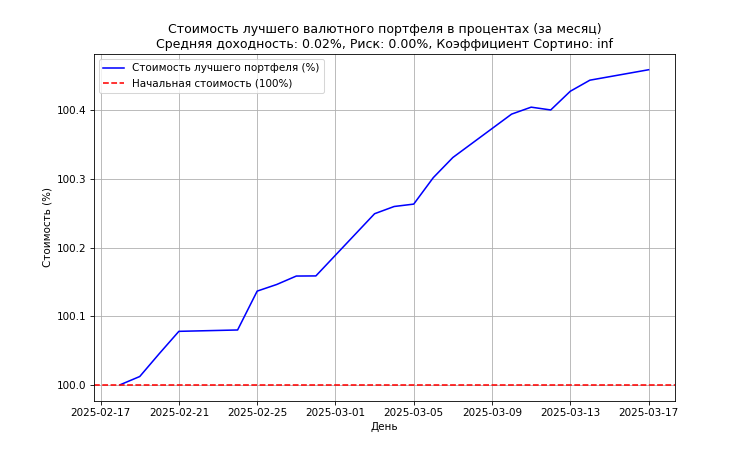 Стоимость лучшего валютного портфеля в процентах (за месяц)
Средняя доходность: 0.02%, Риск: 0.00%, Коэффициент Сортино: inf
Стоимость лучшего портфеля (%)
Начальная стоимость (100%)
Стоимость (%)
100.4
100.3
100.2
100.1
100.0
2025-02-17
2025-02-21
2025-02-25
2025-03-01
2025-03-05
2025-03-09
2025-03-13
2025-03-17
День